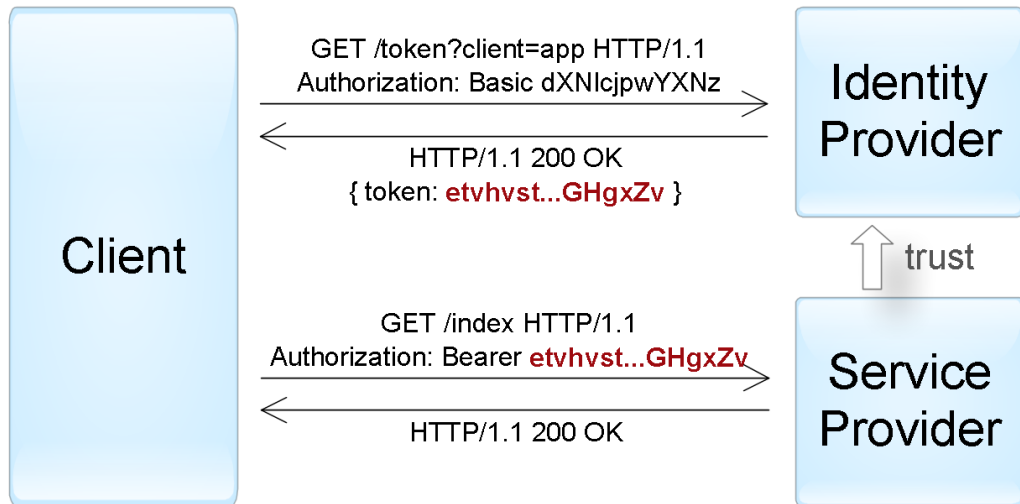 GET /token?client=app HTTP/1.1
Authorization: Basic dXNlcjpwYXNz
HTTP/1.1 200 OK
{ token: etvhvst...GHgxZv }
Identity
Provider
Client
trust
GET /index HTTP/1.1
Authorization: Bearer etvhvst...GHgxZv
HTTP/1.1 200 OK
Service
Provider